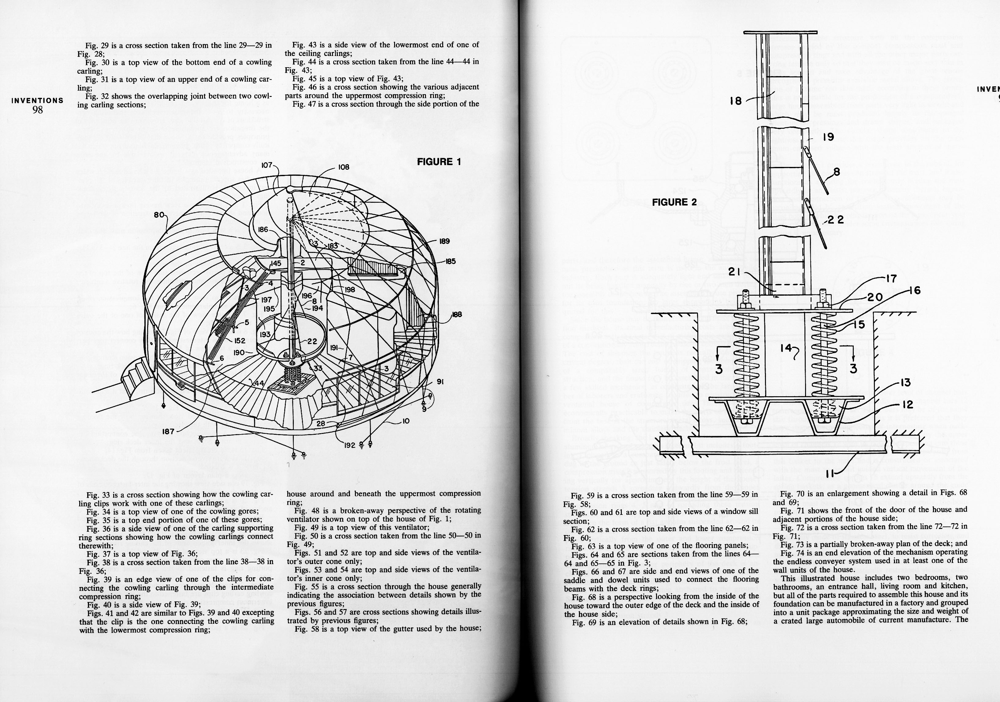 INVENTIONS
98
Fig. 29 is a cross section taken from the line 29—29 in
Fig. 28;
Fig. 30 is a top view of the bottom end of a cowling
carling;
Fig. 31 is a top view of an upper end of a cowling car-
ling;
Fig. 32 shows the overlapping joint between two cowl-
ing carling sections;
Fig. 43 is a side view of the lowermost end of one of
the ceiling carlings;
Fig. 44 is a cross section taken from the line 44—44 in
Fig. 43;
Fig. 45 is a top view of Fig. 43;
Fig. 46 is a cross section showing the various adjacent
parts around the uppermost compression ring;
Fig. 47 is a cross section through the side portion of the
FIGURE 1
107
108
80
186
3
183
189
185
145
2
4
3
198
197
196
8
195
194
188
5
193
152
22
190
191
6
7
33
3
44
91
9
28
10
187
192
Fig. 33 is a cross section showing how the cowling car-
ling clips work with one of these carlings;
Fig. 34 is a top view of one of the cowling gores;
Fig. 35 is a top end portion of one of these gores;
Fig. 36 is a side view of one of the carling supporting
ring sections showing how the cowling carlings connect
therewith;
Fig. 37 is a top view of Fig. 36;
Fig. 38 is a cross section taken from the line 38—38 in
Fig. 36;
Fig. 39 is an edge view of one of the clips for con-
necting the cowling carling through the intermediate
compression ring;
Fig. 40 is a side view of Fig. 39;
Figs. 41 and 42 are similar to Figs. 39 and 40 excepting
that the clip is the one connecting the cowling carling
with the lowermost compression ring;
house around and beneath the uppermost compression
ring;
Fig. 48 is a broken-away perspective of the rotating
ventilator shown on top of the house of Fig. 1;
Fig. 49 is a top view of this ventilator;
Fig. 50 is a cross section taken from the line 50—50 in
Fig. 49;
Figs. 51 and 52 are top and side views of the ventila-
tor's outer cone only;
Figs. 53 and 54 are top and side views of the ventila-
tor's inner cone only;
Fig. 55 is a cross section through the house generally
indicating the association between details shown by the
previous figures;
Figs. 56 and 57 are cross sections showing details illus-
trated by previous figures;
Fig. 58 is a top view of the gutter used by the house;
INVEN
FIGURE 2
18
19
8
22
21
17
16
20
15
14
3
3
13
12
11
Fig. 59 is a cross section taken from the line 59—59 in
Fig. 58;
Figs. 60 and 61 are top and side views of a window sill
section;
Fig. 62 is a cross section taken from the line 62—62 in
Fig. 60;
Fig. 63 is a top view of one of the flooring panels;
Figs. 64 and 65 are sections taken from the lines 64—
64 and 65—65 in Fig. 3;
Figs. 66 and 67 are side and end views of one of the
saddle and dowel units used to connect the flooring
beams with the deck rings;
Fig. 68 is a perspective looking from the inside of the
house toward the outer edge of the deck and the inside of
the house side;
Fig. 69 is an elevation of details shown in Fig. 68;
Fig. 70 is an enlargement showing a detail in Figs. 68
and 69;
Fig. 71 shows the front of the door of the house and
adjacent portions of the house side;
Fig. 72 is a cross section taken from the line 72—72 in
Fig. 71;
Fig. 73 is a partially broken-away plan of the deck; and
Fig. 74 is an end elevation of the mechanism operating
the endless conveyer system used in at least one of the
wall units of the house.
This illustrated house includes two bedrooms, two
bathrooms, an entrance hall, living room and kitchen,
but all of the parts required to assemble this house and its
foundation can be manufactured in a factory and grouped
into a unit package approximating the size and weight of
a crated large automobile of current manufacture. The